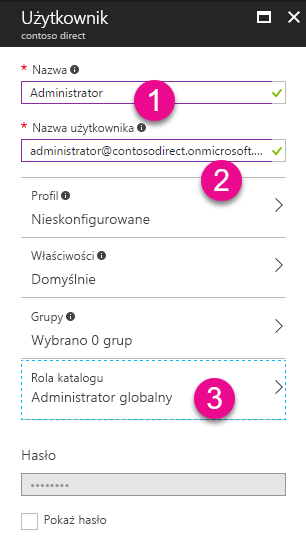 Użytkownik
contoso direct
* Nazwa
Administrator
1
* Nazwa użytkownika
administrator@contosodirect.onmicrosoft....
2
Profil
Nieskonfigurowane
Właściwości
Domyślnie
Grupy
Wybrano 0 grup
Rola katalogu
Administrator globalny
3
Hasło
••••••••
Pokaż hasło